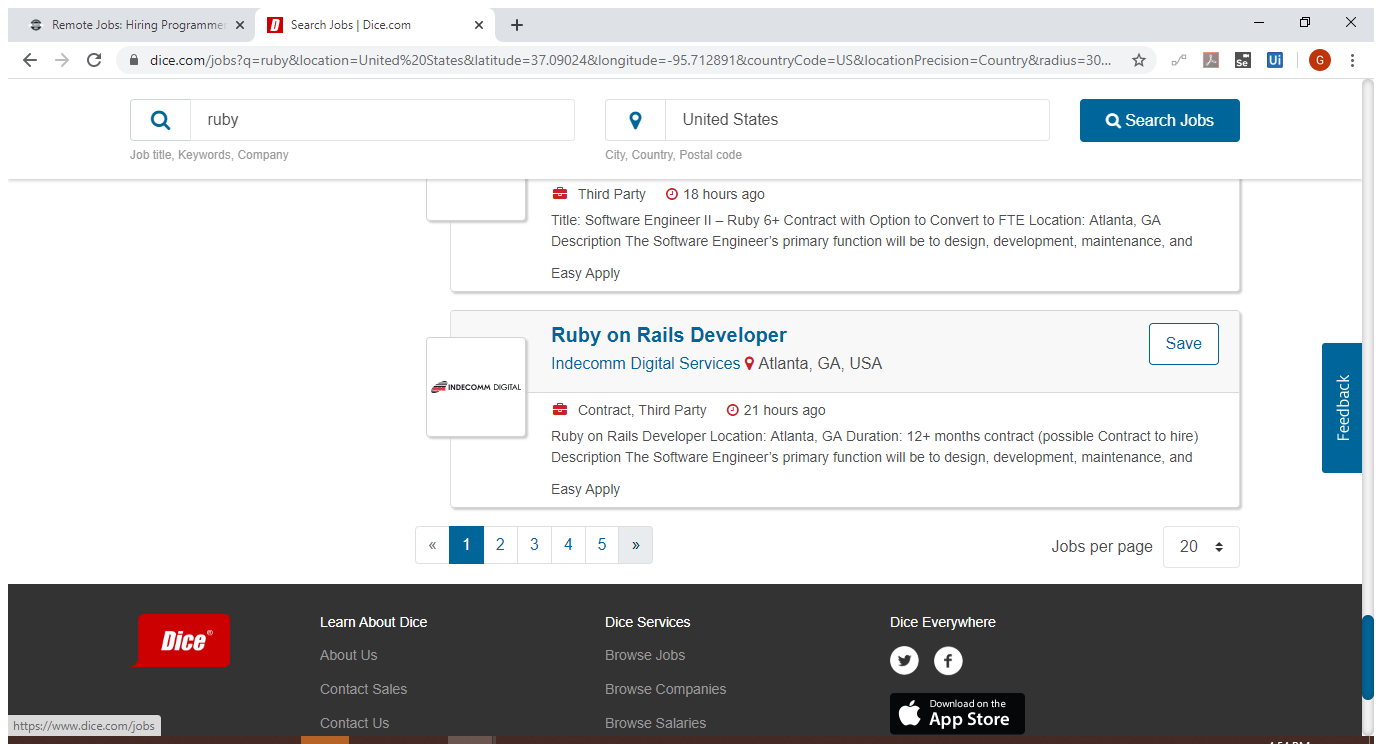 Remote Jobs: Hiring Programmer
Search Jobs | Dice.com
dice.com/jobs?q=ruby&location=United%20States&latitude=37.09024&longitude=-95.712891&countryCode=US&locationPrecision=Country&radius=30...
Se
Ui
G
ruby
United States
Search Jobs
Job title, Keywords, Company
City, Country, Postal code
Third Party
18 hours ago
Title: Software Engineer II – Ruby 6+ Contract with Option to Convert to FTE Location: Atlanta, GA
Description The Software Engineer’s primary function will be to design, development, maintenance, and
Easy Apply
Ruby on Rails Developer
Save
Indecomm Digital Services
Atlanta, GA, USA
INDECOMM DIGITAL
Contract, Third Party
21 hours ago
Ruby on Rails Developer Location: Atlanta, GA Duration: 12+ months contract (possible Contract to hire)
Description The Software Engineer’s primary function will be to design, development, maintenance, and
Easy Apply
Feedback
« 1 2 3 4 5 »
Jobs per page 20
Dice®
Learn About Dice
Dice Services
Dice Everywhere
About Us
Browse Jobs
Contact Sales
Browse Companies
Contact Us
Browse Salaries
Download on the
App Store
https://www.dice.com/jobs